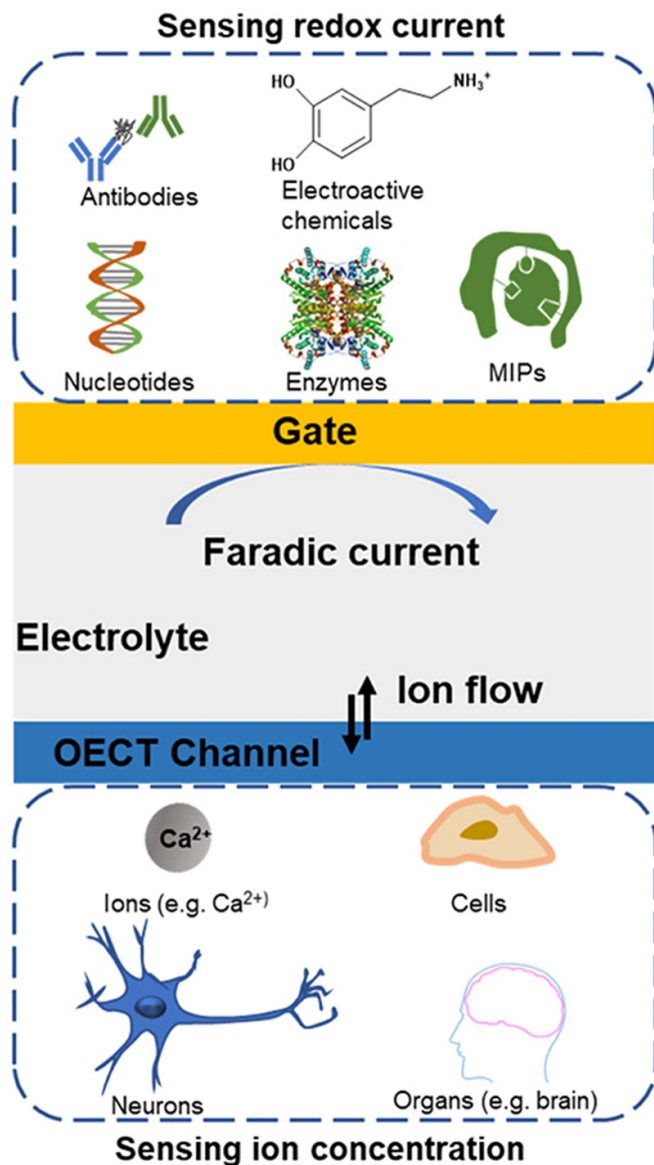 Sensing redox current
HO
HO
NH₃⁺
Antibodies
Electroactive
chemicals
Nucleotides
Enzymes
MIPs
Gate
Faradic current
Electrolyte
Ion flow
OECT Channel
Ca²⁺
Ions (e.g. Ca²⁺)
Cells
Neurons
Organs (e.g. brain)
Sensing ion concentration